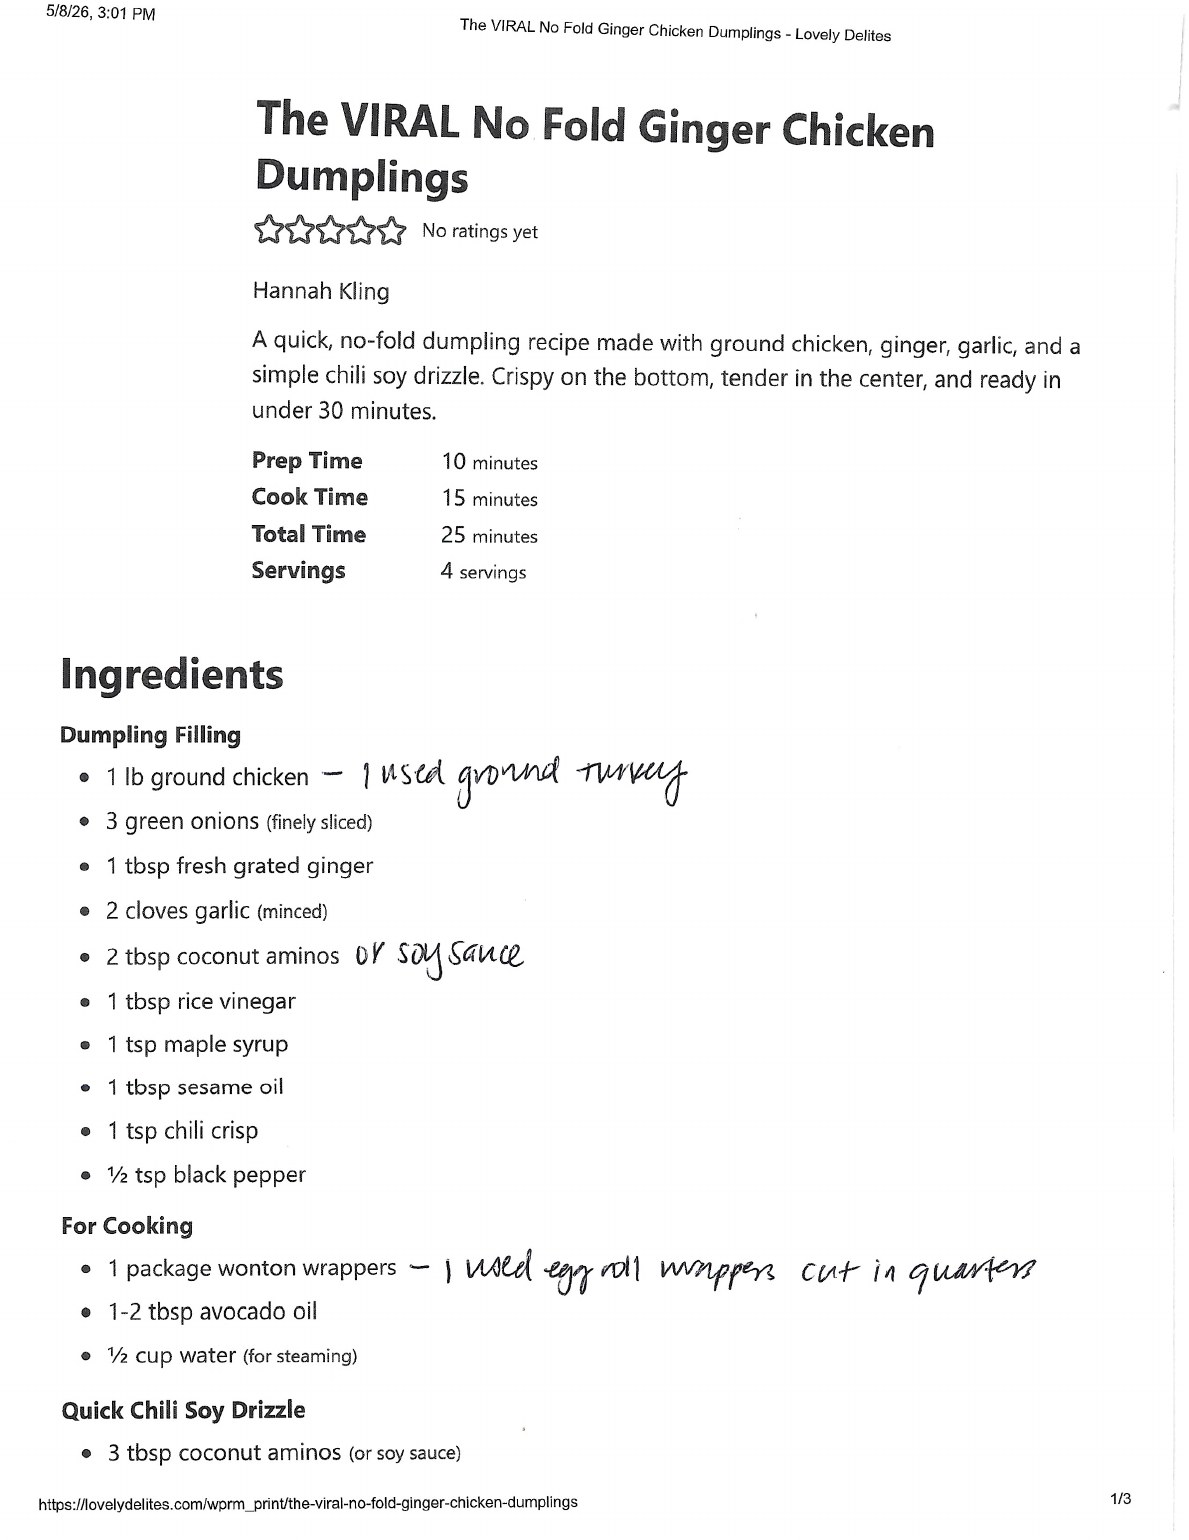 5/8/26, 3:01 PM
The VIRAL No Fold Ginger Chicken Dumplings - Lovely Delites
The VIRAL No Fold Ginger Chicken
Dumplings
No ratings yet
Hannah Kling
A quick, no-fold dumpling recipe made with ground chicken, ginger, garlic, and a
simple chili soy drizzle. Crispy on the bottom, tender in the center, and ready in
under 30 minutes.
Prep Time 10 minutes
Cook Time 15 minutes
Total Time 25 minutes
Servings 4 servings
Ingredients
Dumpling Filling
• 1 lb ground chicken – I used ground turkey
• 3 green onions (finely sliced)
• 1 tbsp fresh grated ginger
• 2 cloves garlic (minced)
• 2 tbsp coconut aminos or soy sauce
• 1 tbsp rice vinegar
• 1 tsp maple syrup
• 1 tbsp sesame oil
• 1 tsp chili crisp
• ½ tsp black pepper
For Cooking
• 1 package wonton wrappers – I used egg roll wrappers cut in quarters
• 1-2 tbsp avocado oil
• ½ cup water (for steaming)
Quick Chili Soy Drizzle
• 3 tbsp coconut aminos (or soy sauce)
https://lovelydelites.com/wprm_print/the-viral-no-fold-ginger-chicken-dumplings
1/3